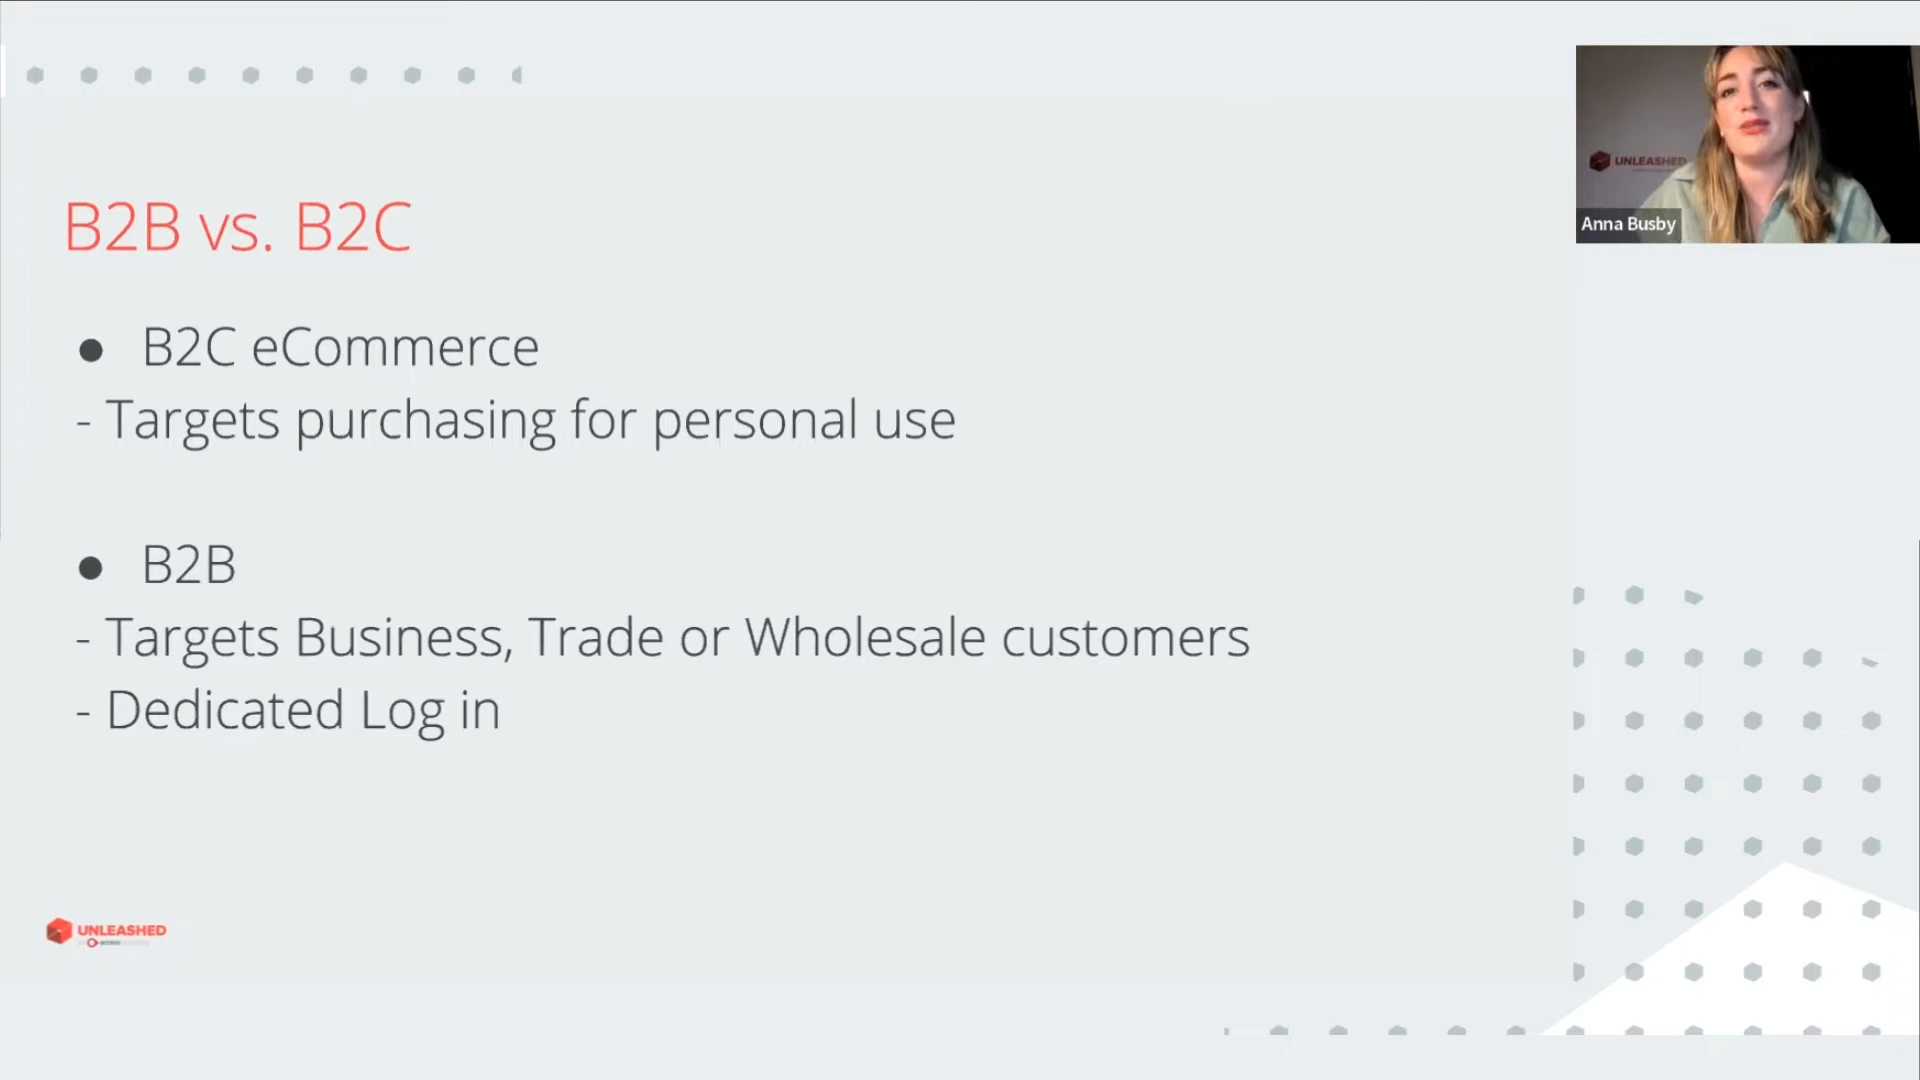 B2B vs. B2C
● B2C eCommerce
- Targets purchasing for personal use
● B2B
- Targets Business, Trade or Wholesale customers
- Dedicated Log in
UNLEASHED
UNLEASHED
Anna Busby